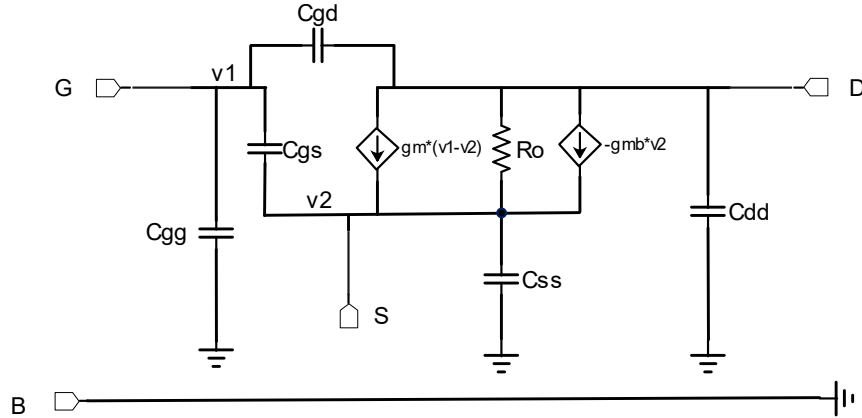 Cgd
v1
G
D
Cgs
gm*(v1-v2)
Ro
-gmb*v2
v2
Cgg
Cdd
Css
S
B